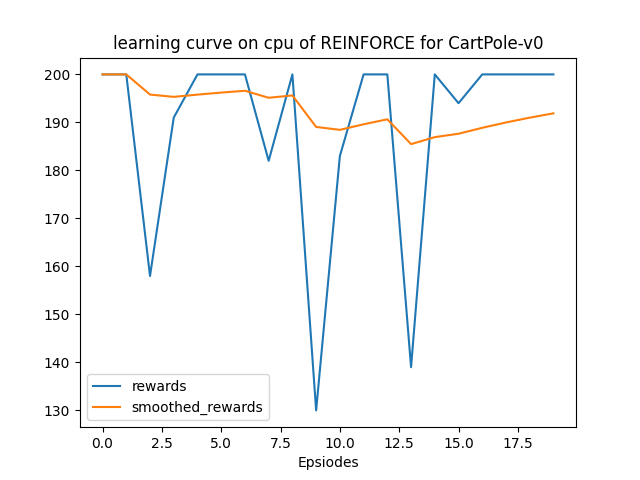 learning curve on cpu of REINFORCE for CartPole-v0
200
190
180
170
160
150
140
130
rewards
smoothed_rewards
0.0 2.5 5.0 7.5 10.0 12.5 15.0 17.5
Epsiodes